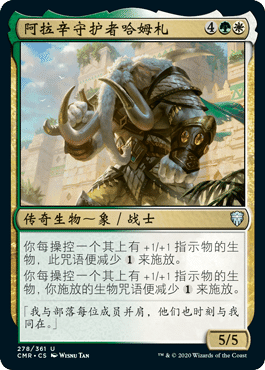 阿拉辛守护者哈姆札 4
传奇生物～象／战士
你每操控一个其上有 +1/+1 指示物的生
物，此咒语便减少 1 来施放。
你每操控一个其上有 +1/+1 指示物的生
物，你施放的生物咒语便减少 1 来施放。
「我与部落每位成员并肩，他们也时刻与我
同在。」
5/5
278/361 U
CMR • CS WISNU TAN
™ & © 2020 Wizards of the Coast